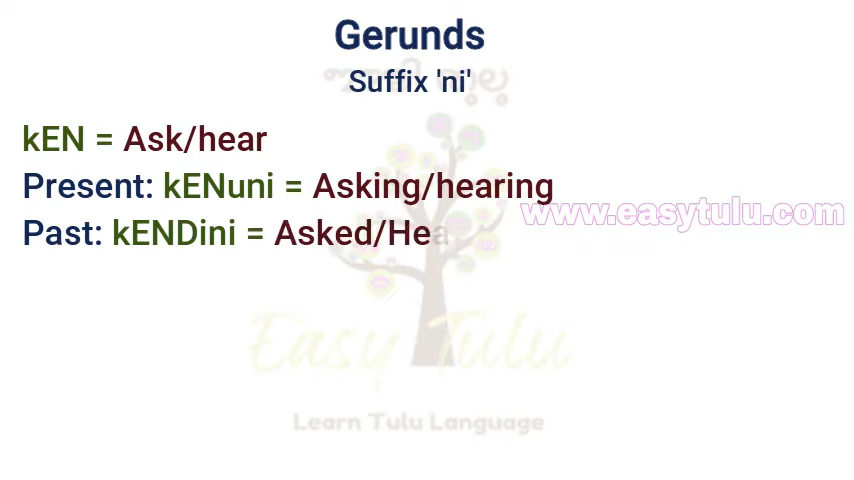 Gerunds
Suffix 'ni'
kEN = Ask/hear
Present: kENuni = Asking/hearing
www.easytulu.com
Past: kENDini = Asked/Hea
Easy Tulu
Learn Tulu Language